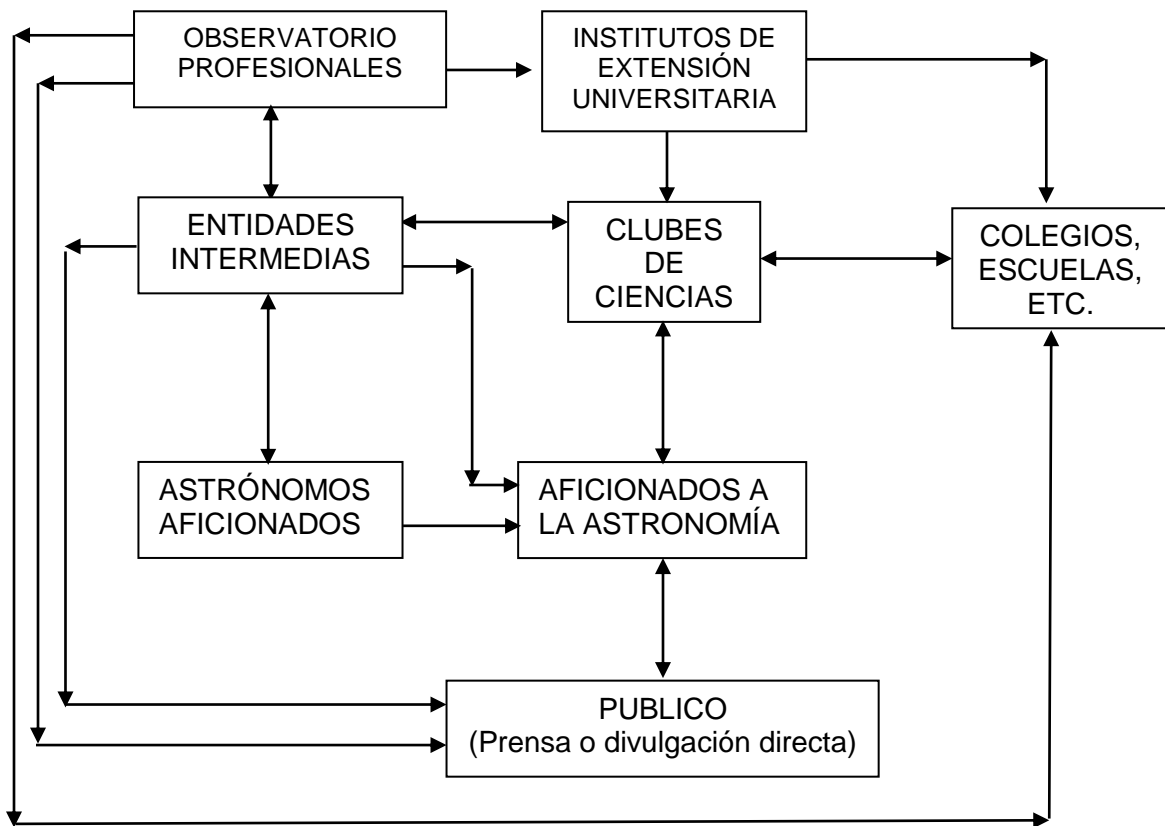 OBSERVATORIO
PROFESIONALES
INSTITUTOS DE
EXTENSIÓN
UNIVERSITARIA
ENTIDADES
INTERMEDIAS
CLUBES
DE
CIENCIAS
COLEGIOS,
ESCUELAS,
ETC.
ASTRÓNOMOS
AFICIONADOS
AFICIONADOS A
LA ASTRONOMÍA
PUBLICO
(Prensa o divulgación directa)